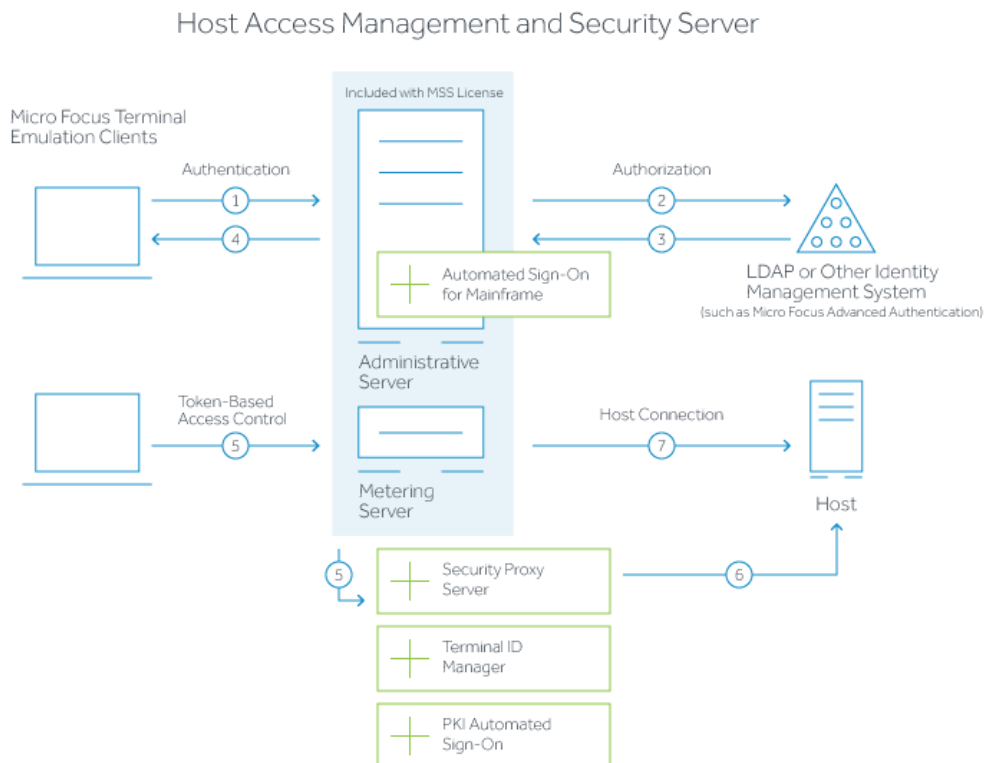 Host Access Management and Security Server
Included with MSS License
Micro Focus Terminal
Emulation Clients
Authentication
1
4
Authorization
2
3
Automated Sign-On
for Mainframe
LDAP or Other Identity
Management System
(such as Micro Focus Advanced Authentication)
Administrative
Server
Token-Based
Access Control
5
Host Connection
7
Metering
Server
Host
5
Security Proxy
Server
6
Terminal ID
Manager
PKI Automated
Sign-On